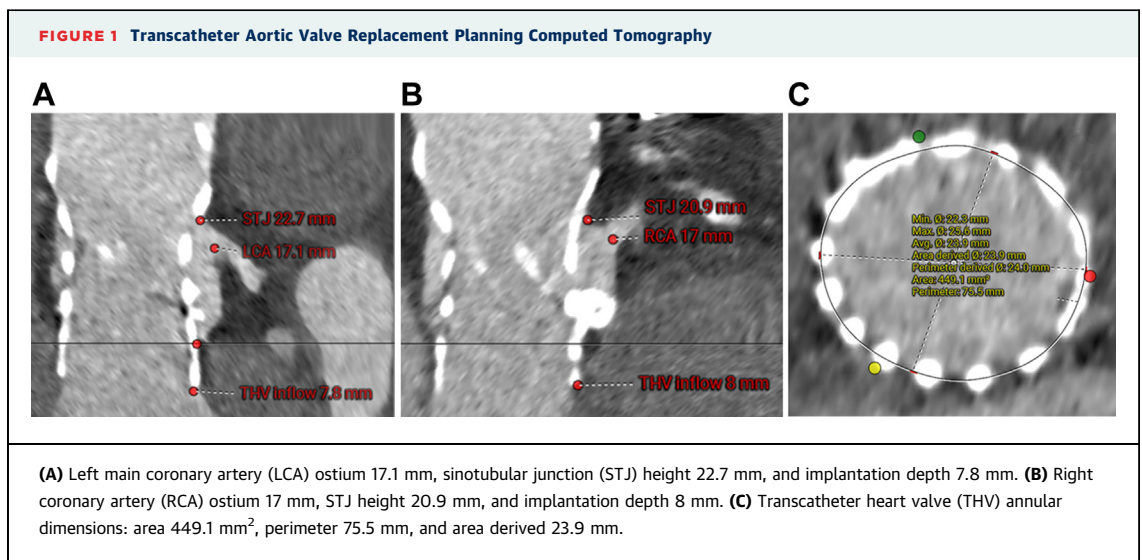 FIGURE 1 Transcatheter Aortic Valve Replacement Planning Computed Tomography
A
B
C
STJ 22.7 mm
LCA 17.1 mm
THV Inflow 7.8 mm
STJ 20.9 mm
RCA 17 mm
THV Inflow 8 mm
Min. Ø: 22.3 mm
Max. Ø: 25.6 mm
Avg. Ø: 23.9 mm
Area derived Ø: 23.9 mm
Perimeter derived Ø: 24.0 mm
Area: 449.1 mm²
Perimeter: 75.5 mm
(A) Left main coronary artery (LCA) ostium 17.1 mm, sinotubular junction (STJ) height 22.7 mm, and implantation depth 7.8 mm. (B) Right
coronary artery (RCA) ostium 17 mm, STJ height 20.9 mm, and implantation depth 8 mm. (C) Transcatheter heart valve (THV) annular
dimensions: area 449.1 mm², perimeter 75.5 mm, and area derived 23.9 mm.